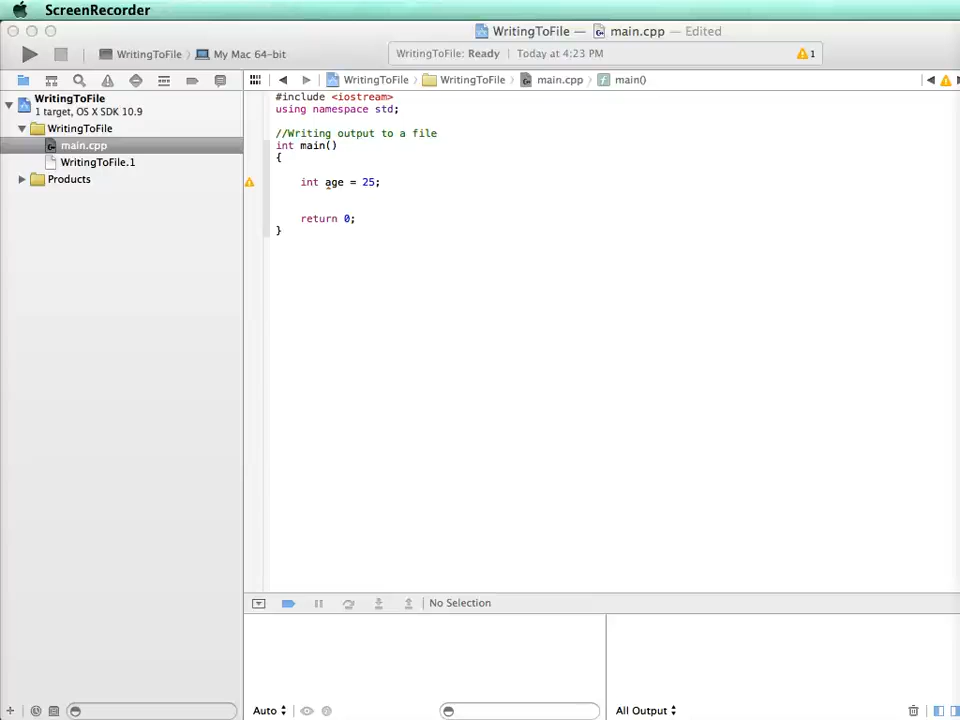 ScreenRecorder
WritingToFile — main.cpp — Edited
WritingToFile 〉 My Mac 64-bit
WritingToFile: Ready | Today at 4:23 PM
1
WritingToFile 〉 WritingToFile 〉 main.cpp 〉 main()
WritingToFile
1 target, OS X SDK 10.9
WritingToFile
main.cpp
WritingToFile.1
Products
#include <iostream>
using namespace std;
//Writing output to a file
int main()
{
int age = 25;
return 0;
}
No Selection
Auto
All Output